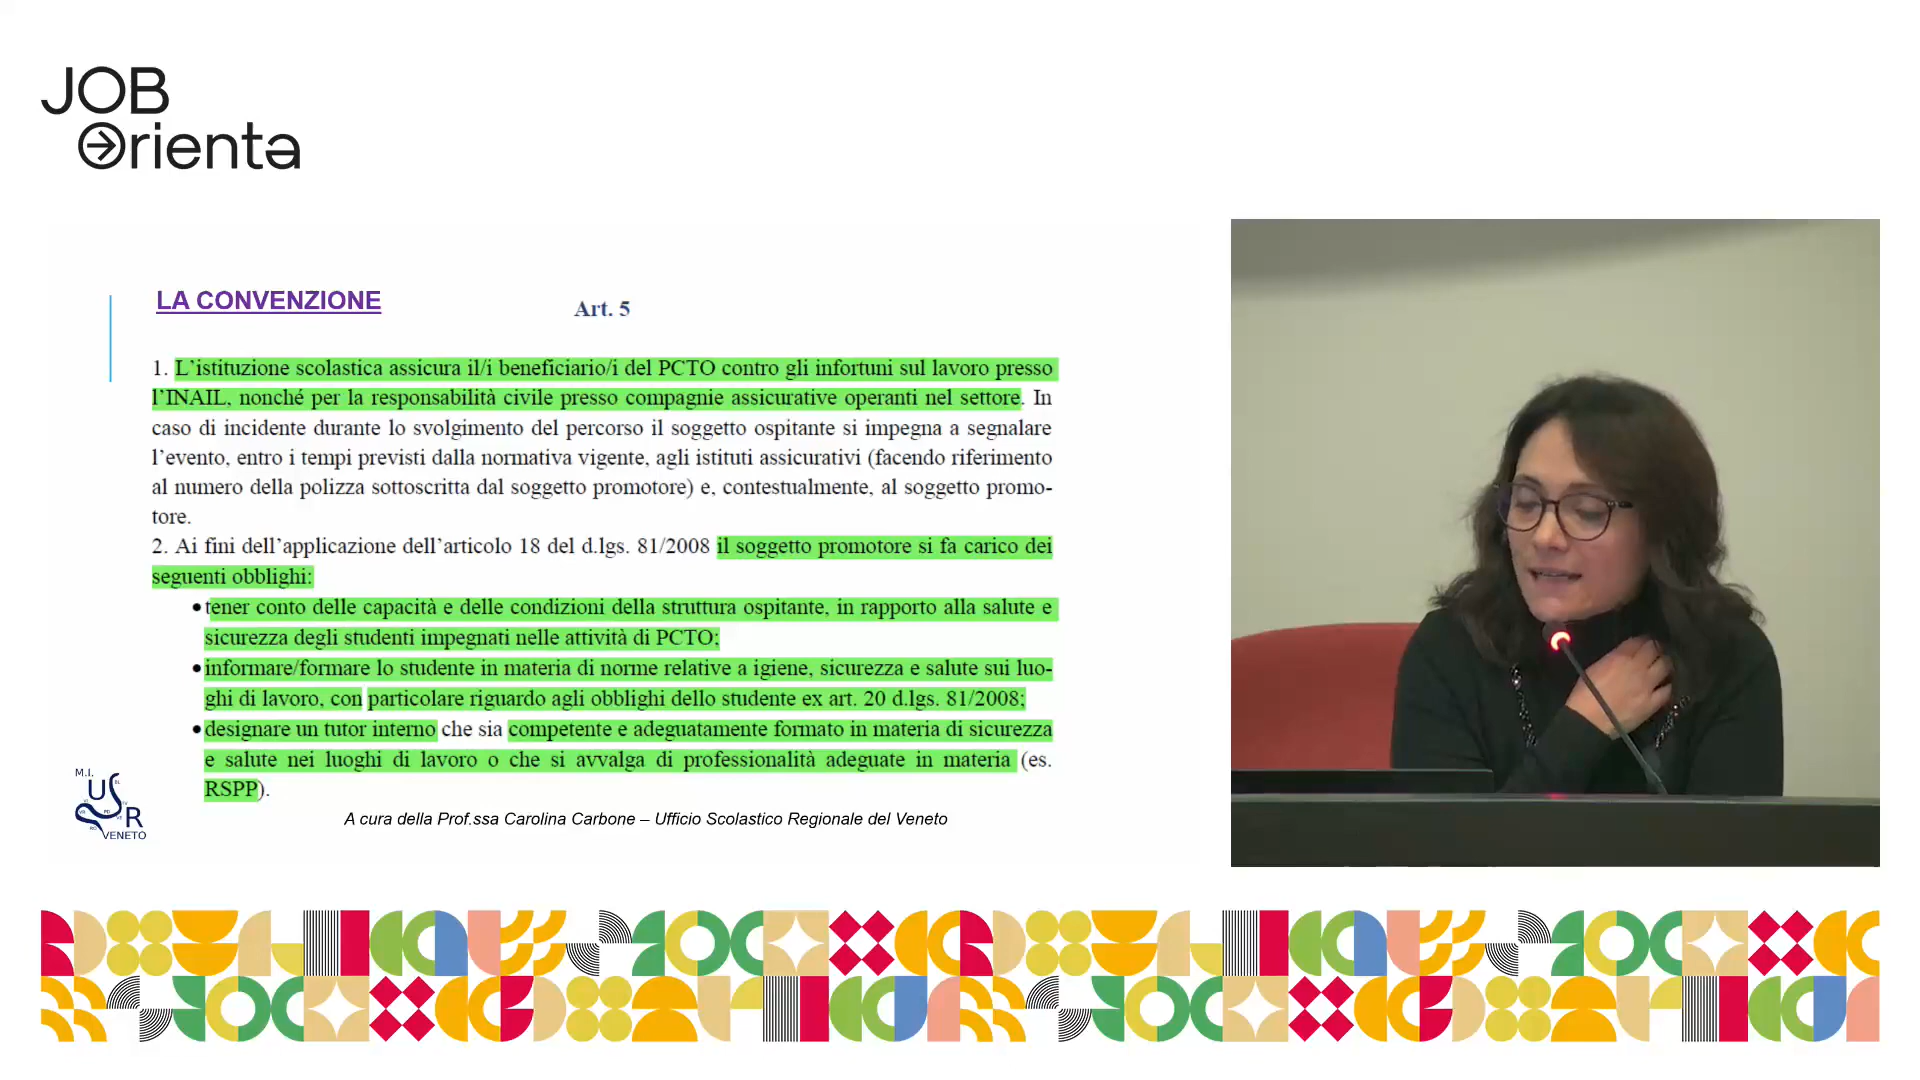 JOB
Orienta
LA CONVENZIONE
Art. 5
1. L’istituzione scolastica assicura il/i beneficiario/i del PCTO contro gli infortuni sul lavoro presso
l’INAIL, nonché per la responsabilità civile presso compagnie assicurative operanti nel settore. In
caso di incidente durante lo svolgimento del percorso il soggetto ospitante si impegna a segnalare
l’evento, entro i tempi previsti dalla normativa vigente, agli istituti assicurativi (facendo riferimento
al numero della polizza sottoscritta dal soggetto promotore) e, contestualmente, al soggetto promo-
tore.
2. Ai fini dell’applicazione dell’articolo 18 del d.lgs. 81/2008 il soggetto promotore si fa carico dei
seguenti obblighi:
•tener conto delle capacità e delle condizioni della struttura ospitante, in rapporto alla salute e
sicurezza degli studenti impegnati nelle attività di PCTO;
•informare/formare lo studente in materia di norme relative a igiene, sicurezza e salute sui luo-
ghi di lavoro, con particolare riguardo agli obblighi dello studente ex art. 20 d.lgs. 81/2008;
•designare un tutor interno che sia competente e adeguatamente formato in materia di sicurezza
e salute nei luoghi di lavoro o che si avvalga di professionalità adeguate in materia (es.
RSPP).
M.I.
USR
VENETO
A cura della Prof.ssa Carolina Carbone – Ufficio Scolastico Regionale del Veneto